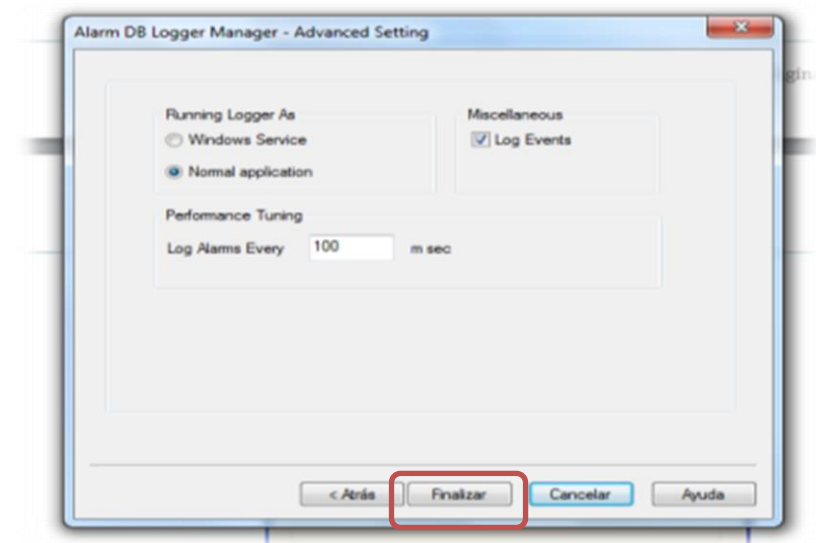 Alarm DB Logger Manager - Advanced Setting
Running Logger As
Windows Service
Normal application
Miscellaneous
Log Events
Performance Tuning
Log Alarms Every 100 m sec
< Atrás Finalizar Cancelar Ayuda